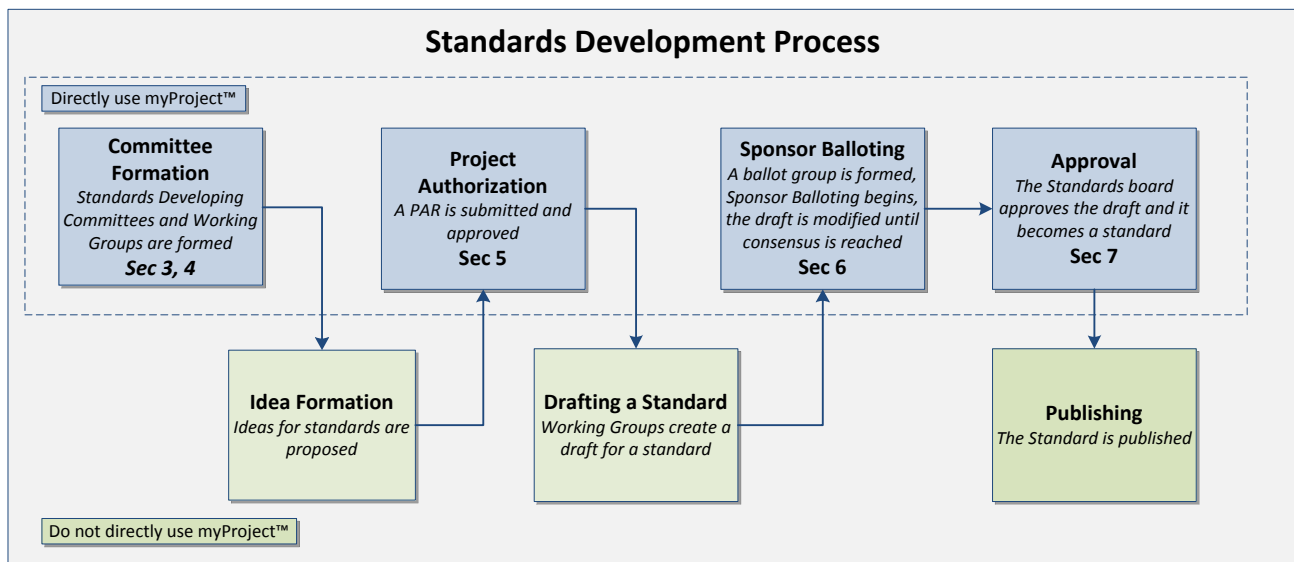 Standards Development Process
Directly use myProject™
Committee
Formation
Standards Developing
Committees and Working
Groups are formed
Sec 3, 4
Project
Authorization
A PAR is submitted and
approved
Sec 5
Sponsor Balloting
A ballot group is formed,
Sponsor Balloting begins,
the draft is modified until
consensus is reached
Sec 6
Approval
The Standards board
approves the draft and it
becomes a standard
Sec 7
Idea Formation
Ideas for standards are
proposed
Drafting a Standard
Working Groups create a
draft for a standard
Publishing
The Standard is published
Do not directly use myProject™